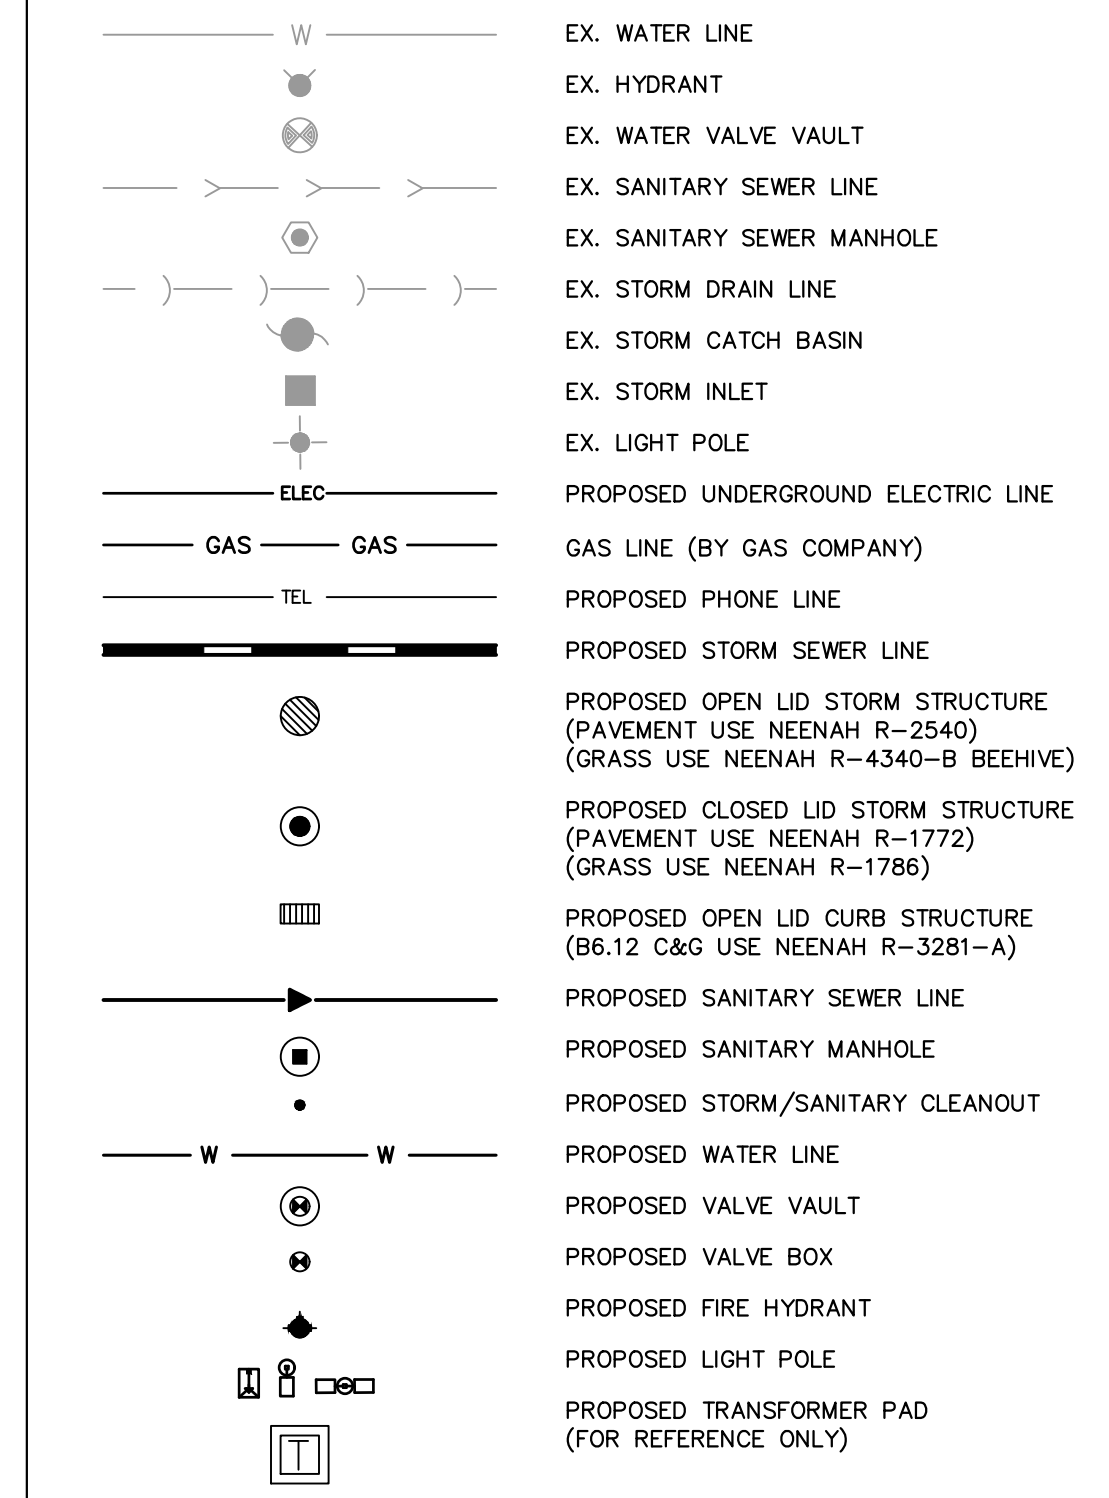 W EX. WATER LINE
EX. HYDRANT
EX. WATER VALVE VAULT
EX. SANITARY SEWER LINE
EX. SANITARY SEWER MANHOLE
EX. STORM DRAIN LINE
EX. STORM CATCH BASIN
EX. STORM INLET
EX. LIGHT POLE
ELEC PROPOSED UNDERGROUND ELECTRIC LINE
GAS GAS GAS LINE (BY GAS COMPANY)
TEL PROPOSED PHONE LINE
PROPOSED STORM SEWER LINE
PROPOSED OPEN LID STORM STRUCTURE
(PAVEMENT USE NEENAH R-2540)
(GRASS USE NEENAH R-4340-B BEEHIVE)
PROPOSED CLOSED LID STORM STRUCTURE
(PAVEMENT USE NEENAH R-1772)
(GRASS USE NEENAH R-1786)
PROPOSED OPEN LID CURB STRUCTURE
(B6.12 C&G USE NEENAH R-3281-A)
PROPOSED SANITARY SEWER LINE
PROPOSED SANITARY MANHOLE
PROPOSED STORM/SANITARY CLEANOUT
W W PROPOSED WATER LINE
PROPOSED VALVE VAULT
PROPOSED VALVE BOX
PROPOSED FIRE HYDRANT
PROPOSED LIGHT POLE
PROPOSED TRANSFORMER PAD
(FOR REFERENCE ONLY)
T